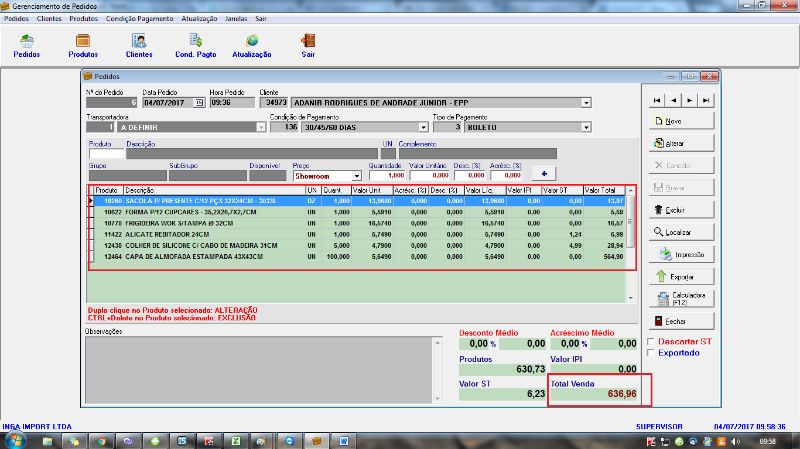 Gerenciamento de Pedidos
Pedidos Clientes Produtos Condição Pagamento Atualização Janelas Sair
Pedidos Produtos Clientes Cond. Pagto Atualização Sair
Pedidos
Nº do Pedido Data Pedido Hora Pedido Cliente
6 04/07/2017 15 09:36 34973 ADANIR RODRIGUES DE ANDRADE JUNIOR - EPP
Transportadora Condição de Pagamento Tipo de Pagamento
1 A DEFINIR 136 30/45/60 DIAS 3 BOLETO
Produto Descrição UN Complemento
Grupo SubGrupo Disponível Preço Quantidade Valor Unitário Desc. (%) Acrésc. (%)
Showroom 1,000 0,000 0,000 0,000 +
Produto Descrição UN Quant. Valor Unit. Acrésc. (%) Desc. (%) Valor Líq. Valor IPI Valor ST Valor Total
10260 SACOLA P/ PRESENTE C/12 PÇS 32X24CM - 3033L DZ 1,000 13,9680 0,000 0,000 13,9680 0,00 0,00 13,97
10622 FORMA P/12 CUPCAKES - 35,2X26,7X2,7CM UN 1,000 5,5910 0,000 0,000 5,5910 0,00 0,00 5,59
10776 FRIGIDEIRA WOK STAMPA Ø 32CM UN 1,000 16,5740 0,000 0,000 16,5740 0,00 0,00 16,57
11422 ALICATE REBITADOR 24CM UN 1,000 5,7490 0,000 0,000 5,7490 0,00 1,24 6,99
12438 COLHER DE SILICONE C/ CABO DE MADEIRA 31CM UN 5,000 4,7900 0,000 0,000 4,7900 0,00 4,99 28,94
12464 CAPA DE ALMOFADA ESTAMPADA 43X43CM UN 100,000 5,6490 0,000 0,000 5,6490 0,00 0,00 564,90
Duplo clique no Produto selecionado: ALTERAÇÃO
CTRL+Delete no Produto selecionado: EXCLUSÃO
Observações
Desconto Médio Acréscimo Médio
0,00 % 0,00 0,00 % 0,00
Produtos Valor IPI
630,73 0,00
Valor ST Total Venda
6,23 636,96
Novo
Alterar
Cancelar
Gravar
Excluir
Localizar
Impressão
Exportar
Calculadora
(F12)
Fechar
Descartar ST
Exportado
INGA IMPORT LTDA SUPERVISOR 04/07/2017 09:58:36
09:58